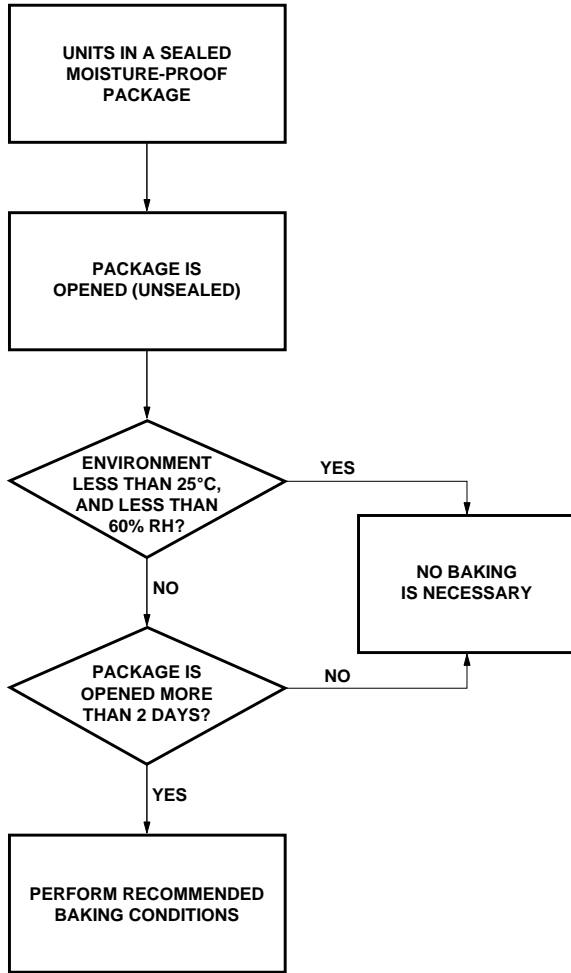 UNITS IN A SEALED
MOISTURE-PROOF
PACKAGE
PACKAGE IS
OPENED (UNSEALED)
ENVIRONMENT
LESS THAN 25°C,
AND LESS THAN
60% RH?
YES
NO BAKING
IS NECESSARY
NO
PACKAGE IS
OPENED MORE
THAN 2 DAYS?
NO
YES
PERFORM RECOMMENDED
BAKING CONDITIONS